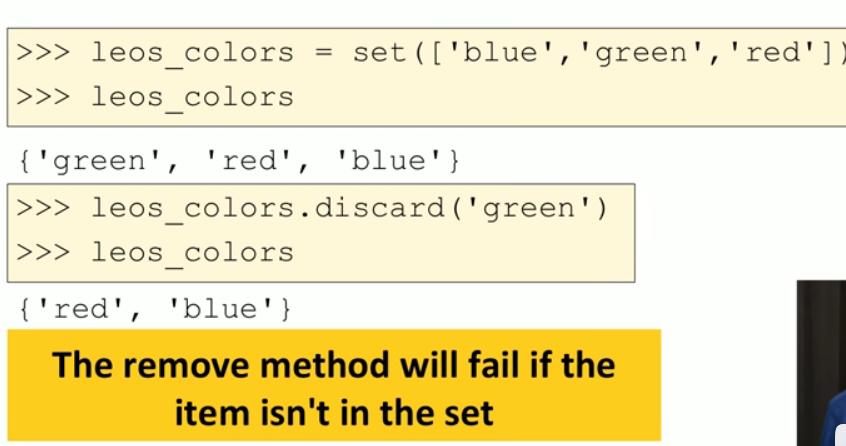 >>> leos_colors = set(['blue','green','red'])
>>> leos_colors
{'green', 'red', 'blue'}
>>> leos_colors.discard('green')
>>> leos_colors
{'red', 'blue'}
The remove method will fail if the
item isn't in the set